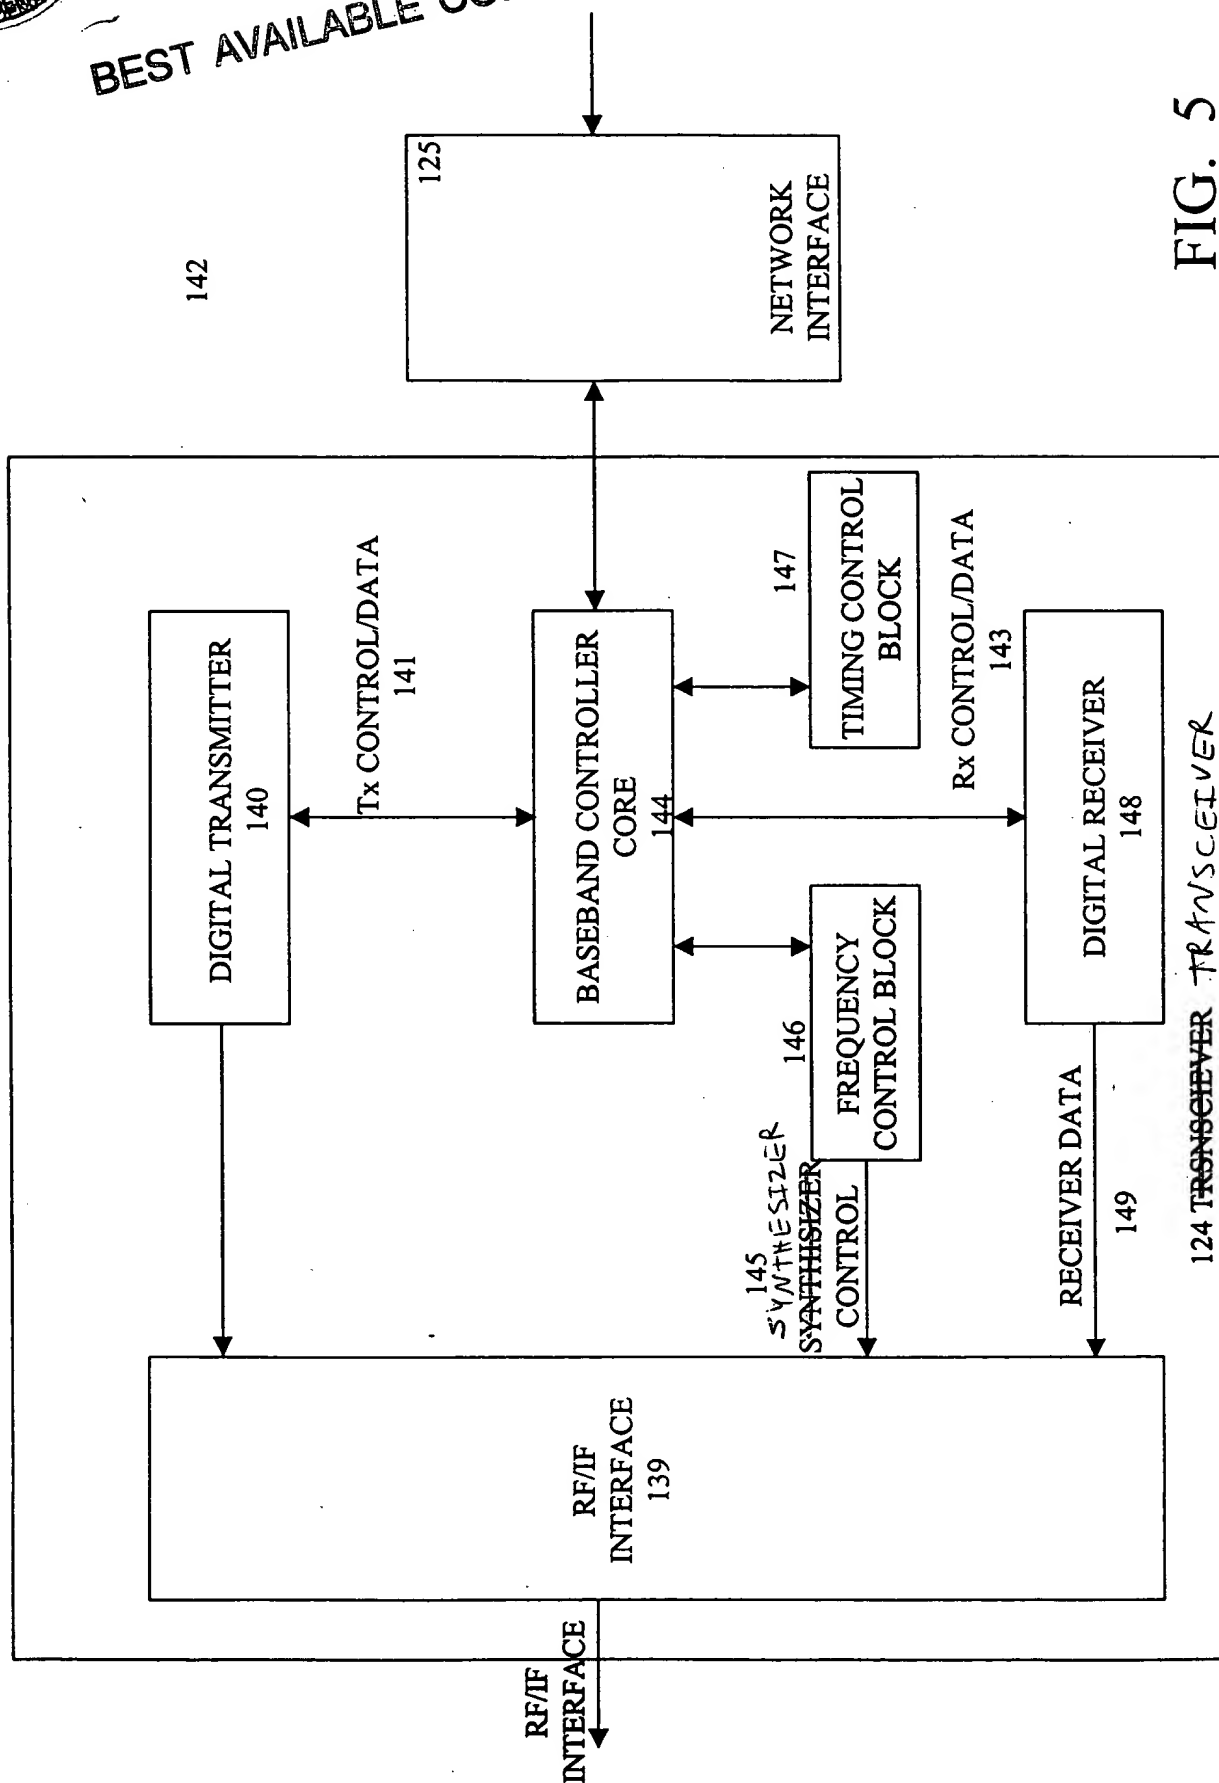 BEST AVAILABLE
142
125
NETWORK
INTERFACE
DIGITAL TRANSMITTER
140
Tx CONTROL/DATA
141
BASEBAND CONTROLLER
CORE
144
147
TIMING CONTROL
BLOCK
Rx CONTROL/DATA
143
146
FREQUENCY
CONTROL BLOCK
145
SYNTHESIZER
SYNTHISIZER
CONTROL
DIGITAL RECEIVER
148
RECEIVER DATA
149
RF/IF
INTERFACE
139
RF/IF
INTERFACE
124 TRSNSCIEVER TRANSCEIVER
FIG. 5